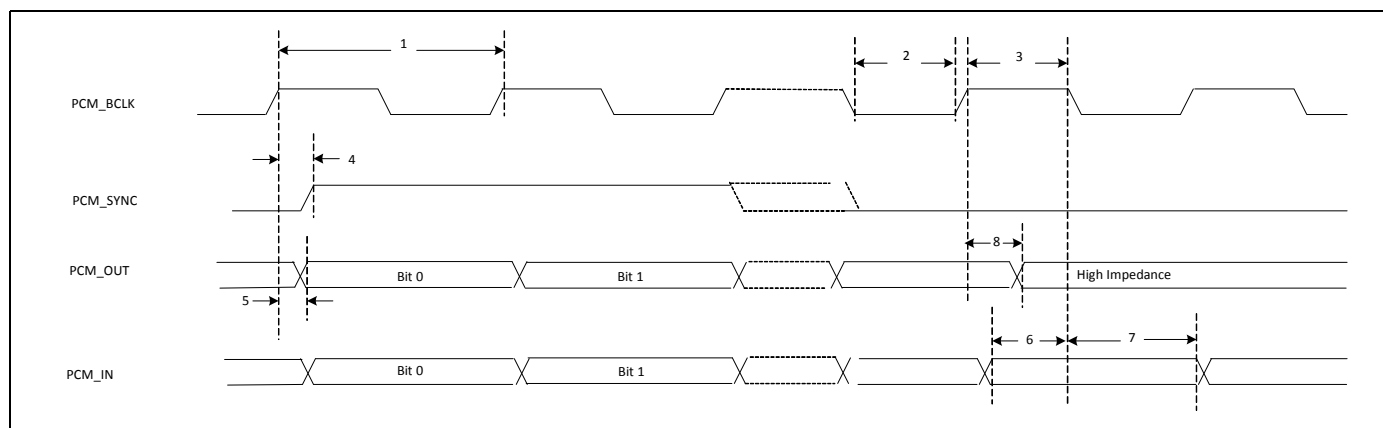 1
2
3
PCM_BCLK
4
PCM_SYNC
8
PCM_OUT
Bit 0
Bit 1
High Impedance
5
6
7
PCM_IN
Bit 0
Bit 1